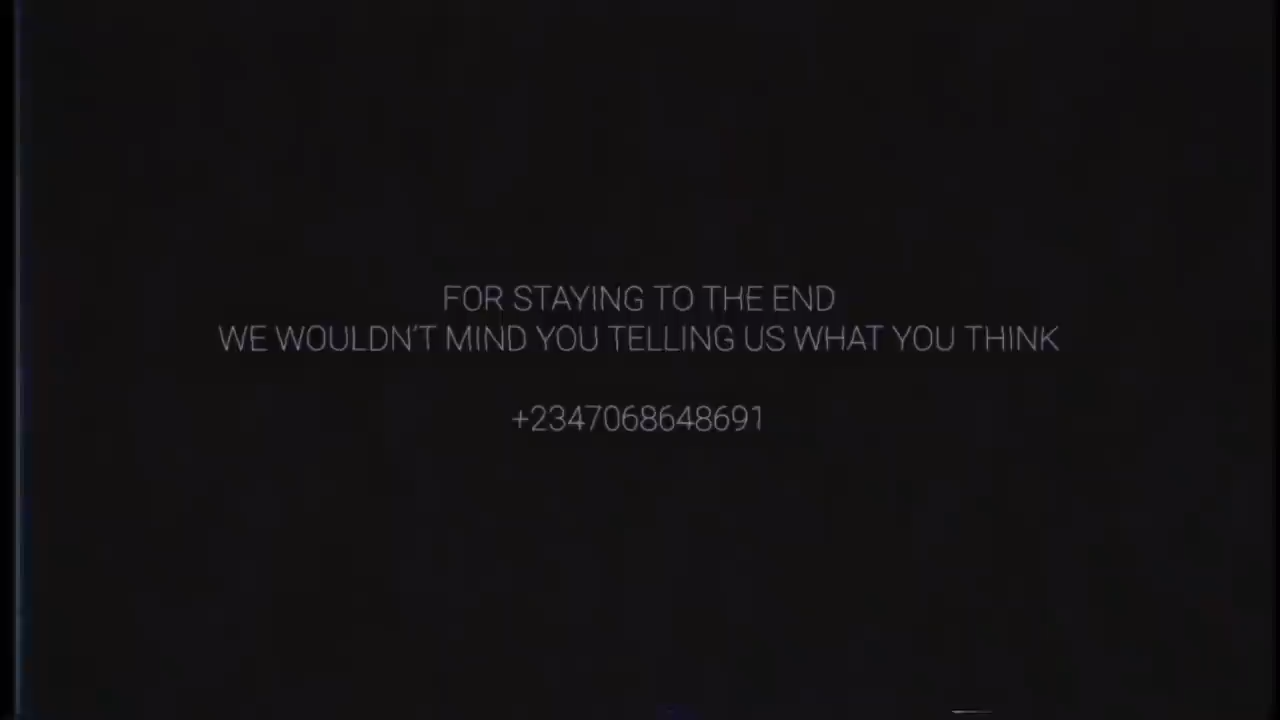 FOR STAYING TO THE END
WE WOULDN'T MIND YOU TELLING US WHAT YOU THINK
+2347068648691